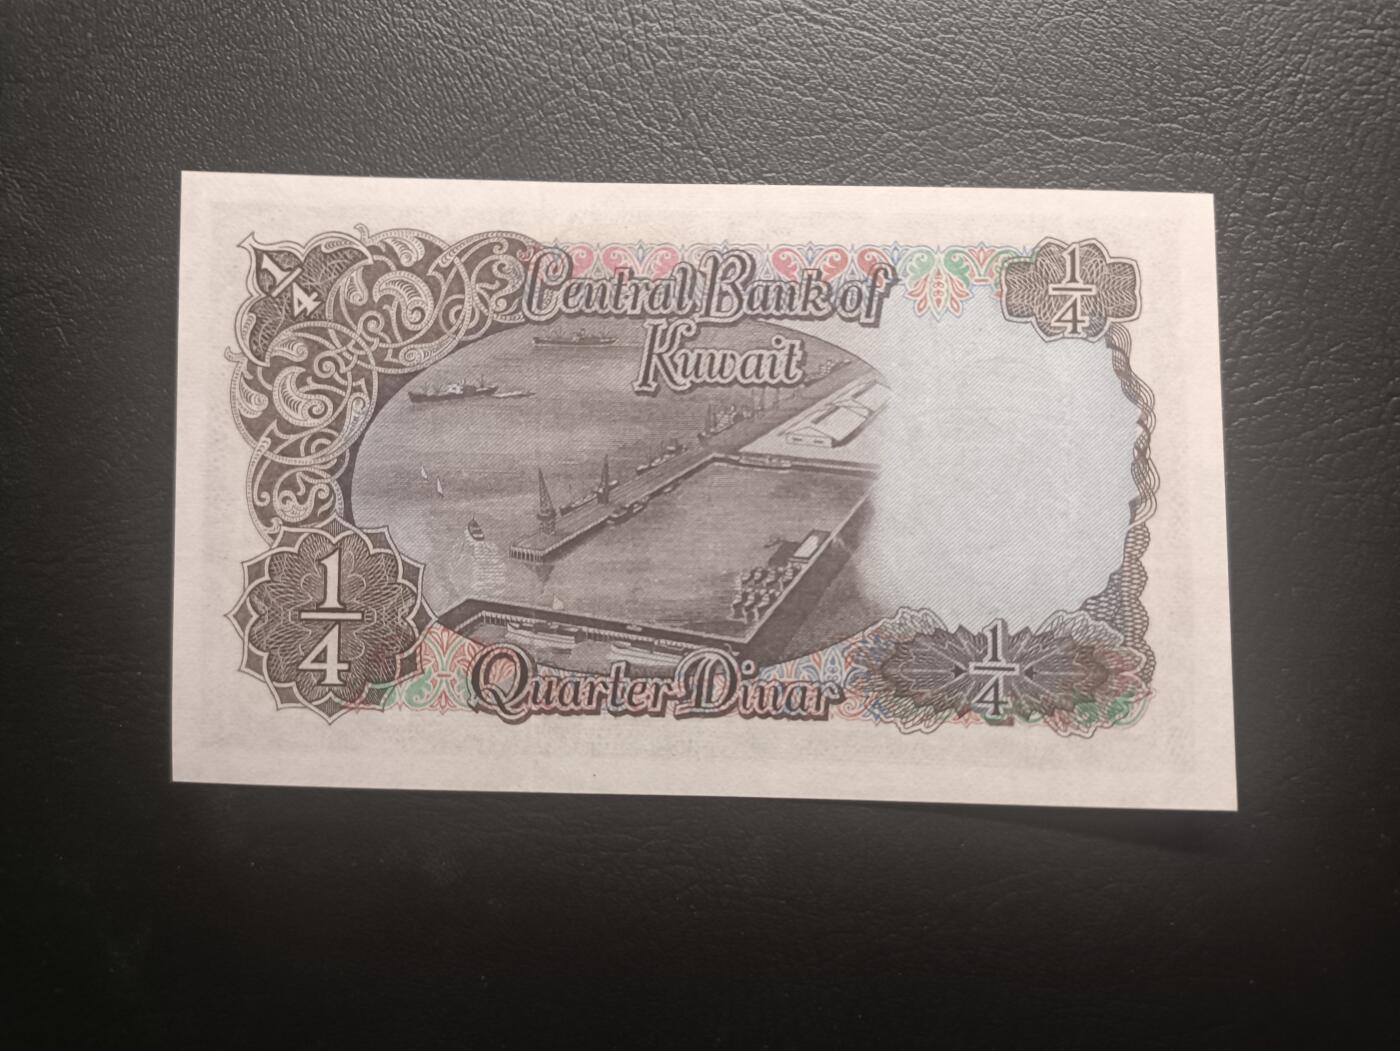 1/4
Central Bank of
1/4
Kuwait
1/4
Quarter Dinar
1/4